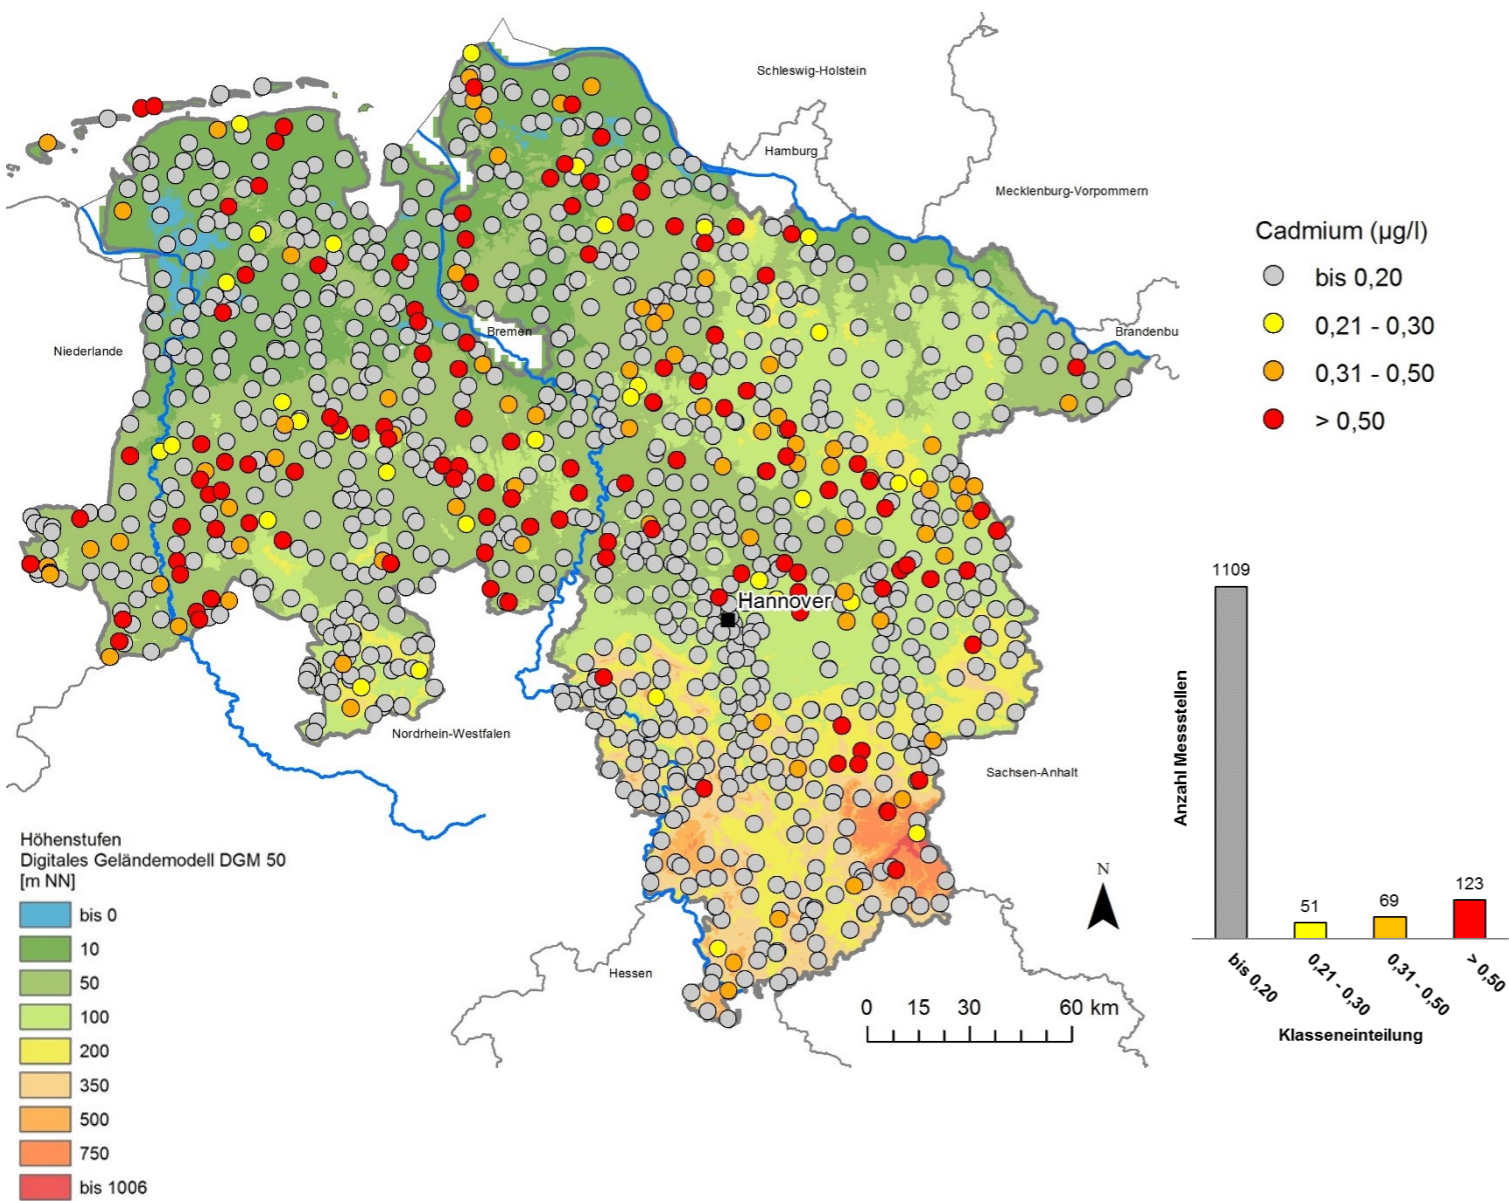 Schleswig-Holstein
Hamburg
Mecklenburg-Vorpommern
Niederlande
Bremen
Brandenbu
Hannover
Nordrhein-Westfalen
Sachsen-Anhalt
Hessen
Cadmium (µg/l)
bis 0,20
0,21 - 0,30
0,31 - 0,50
> 0,50
Höhenstufen
Digitales Geländemodell DGM 50
[m NN]
bis 0
10
50
100
200
350
500
750
bis 1006
N
0 15 30 60 km
Anzahl Messstellen
1109
51
69
123
bis 0,20
0,21 - 0,30
0,31 - 0,50
> 0,50
Klasseneinteilung